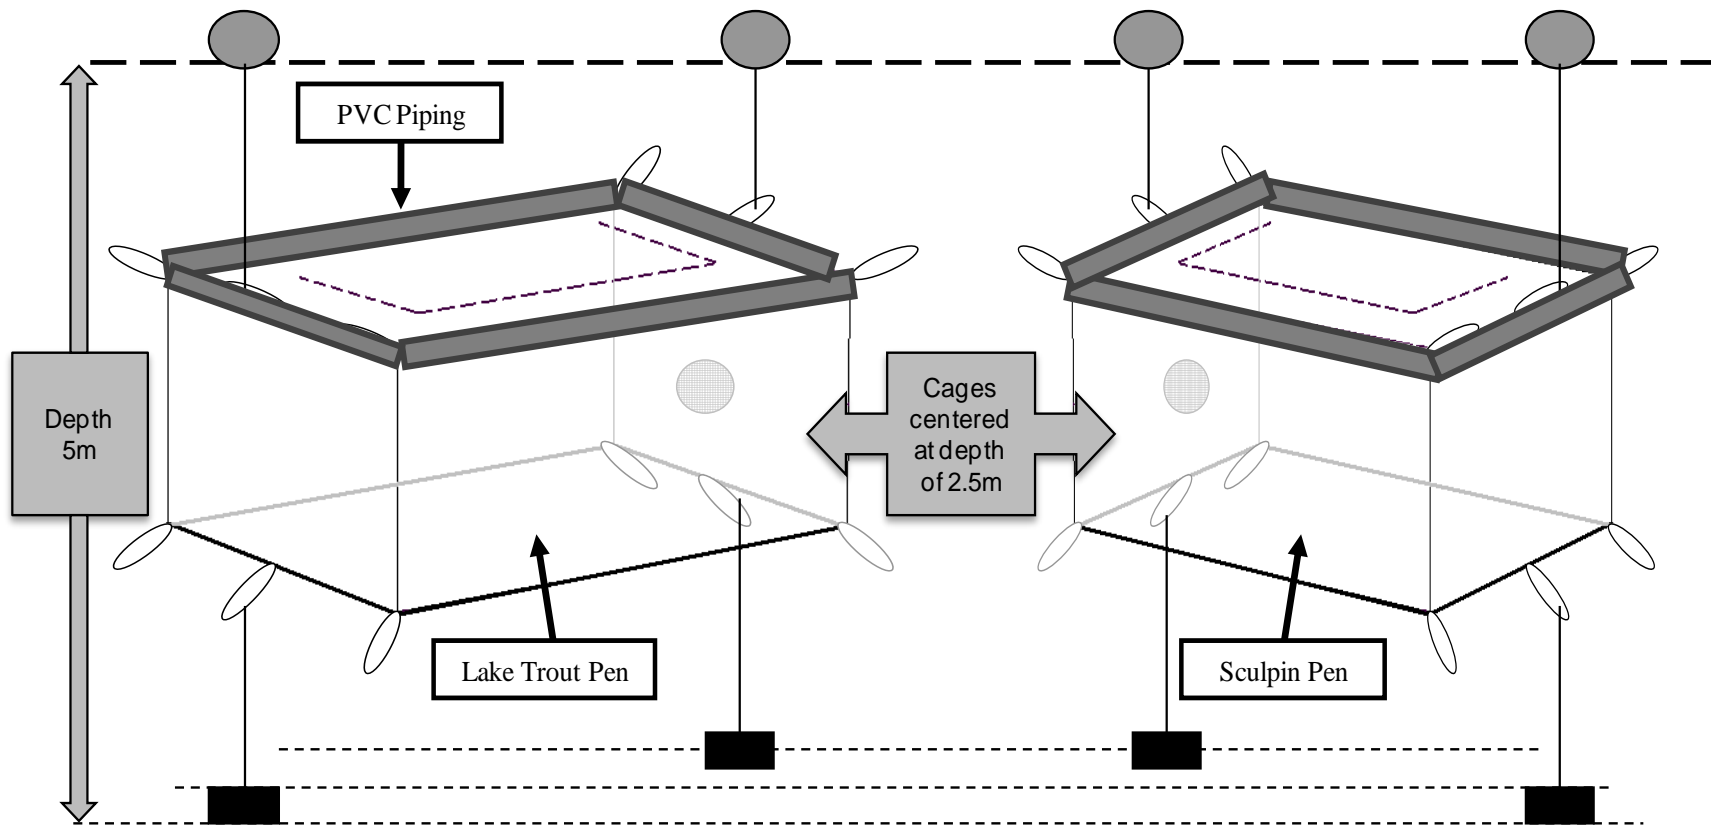 PVC Piping
Depth
5m
Cages
centered
at depth
of 2.5m
Lake Trout Pen
Sculpin Pen